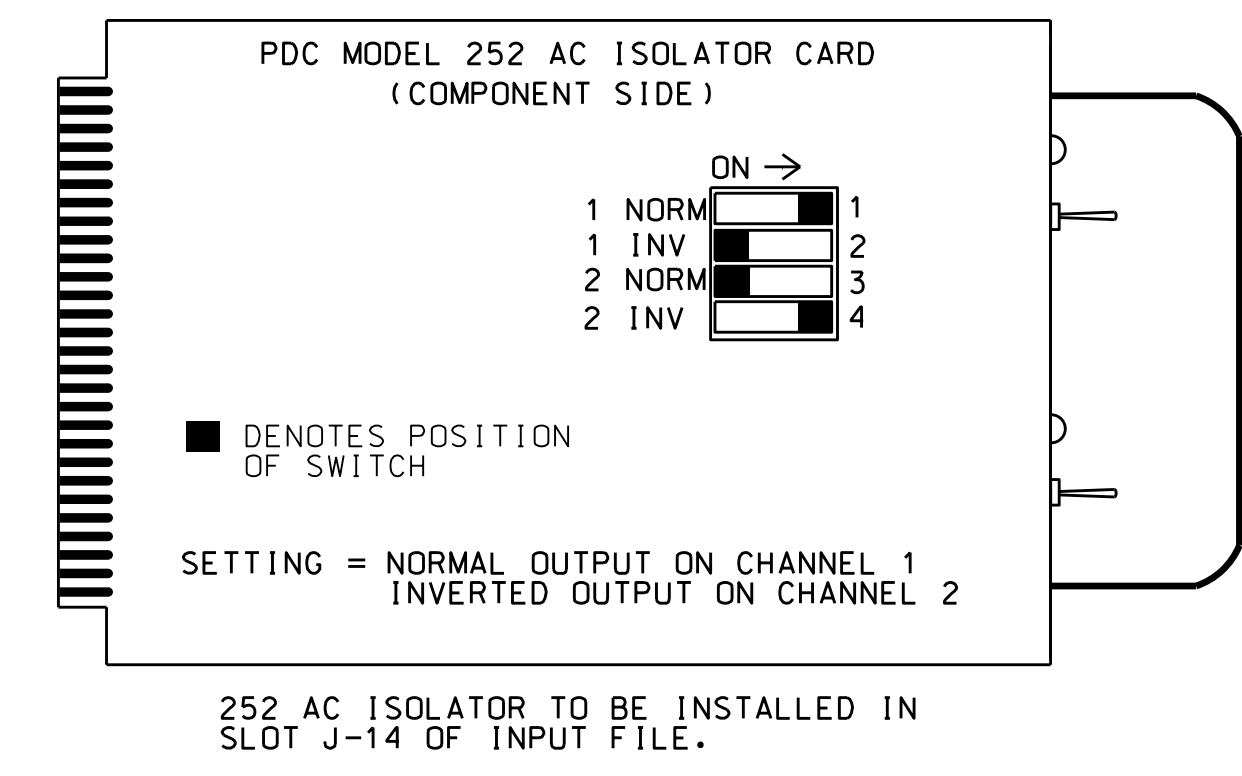 PDC MODEL 252 AC ISOLATOR CARD
(COMPONENT SIDE)
ON
1 NORM 1
1 INV 2
2 NORM 3
2 INV 4
DENOTES POSITION
OF SWITCH
SETTING = NORMAL OUTPUT ON CHANNEL 1
INVERTED OUTPUT ON CHANNEL 2
252 AC ISOLATOR TO BE INSTALLED IN
SLOT J-14 OF INPUT FILE.